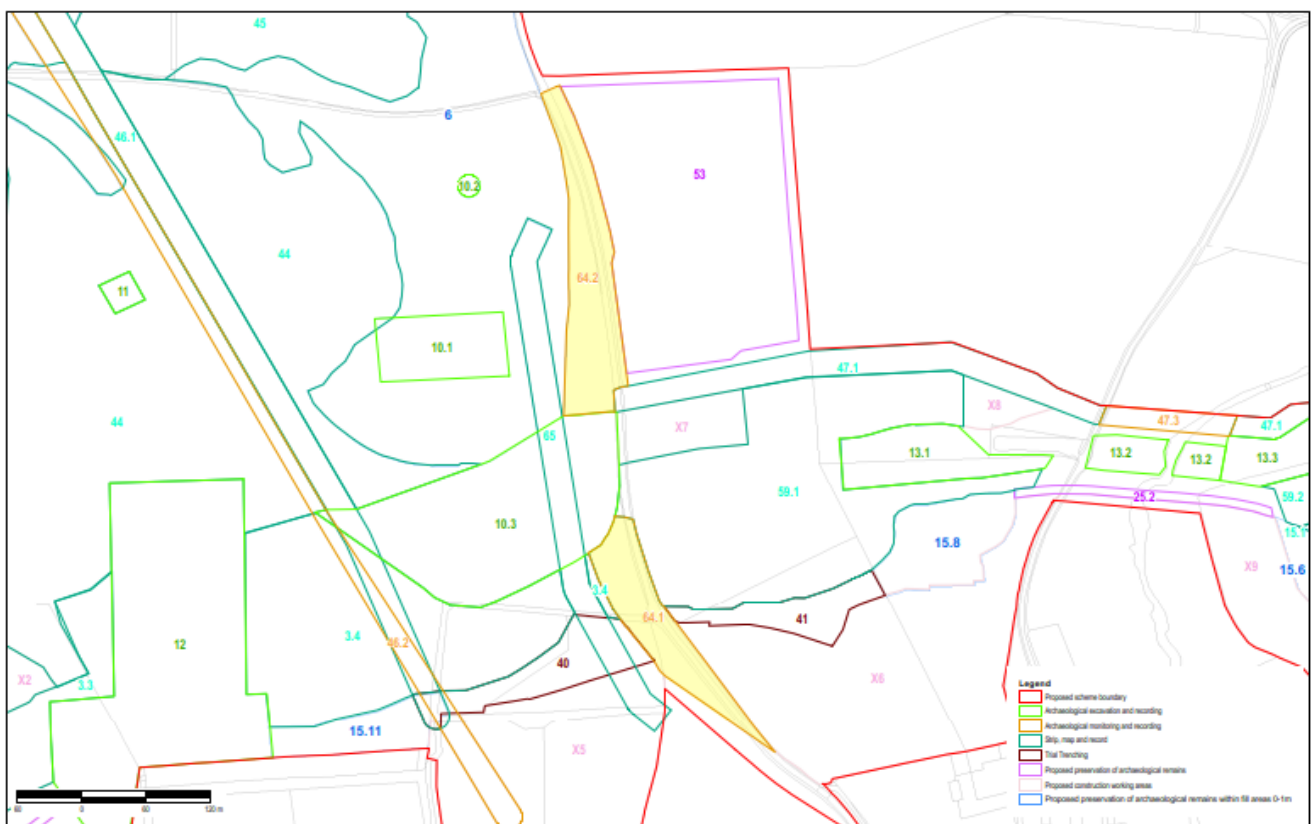 45
6
46.1
10.2
53
44
64.2
11
10.1
47.1
X8
44
65
X7
47.3
47.1
13.1
13.2
13.2
13.3
59.1
25.2
59.2
10.3
15.1
15.8
15.6
X9
3.4
64.1
41
3.4
46.2
12
40
X2
3.3
X6
15.11
X5
Legend
Proposed scheme boundary
Archaeological excavation and recording
Archaeological monitoring and recording
Strip, map and record
Trial Trenching
Proposed preservation of archaeological remains
Proposed construction working areas
Proposed preservation of archaeological remains within fill areas 0-1m
60 0 60 120 m